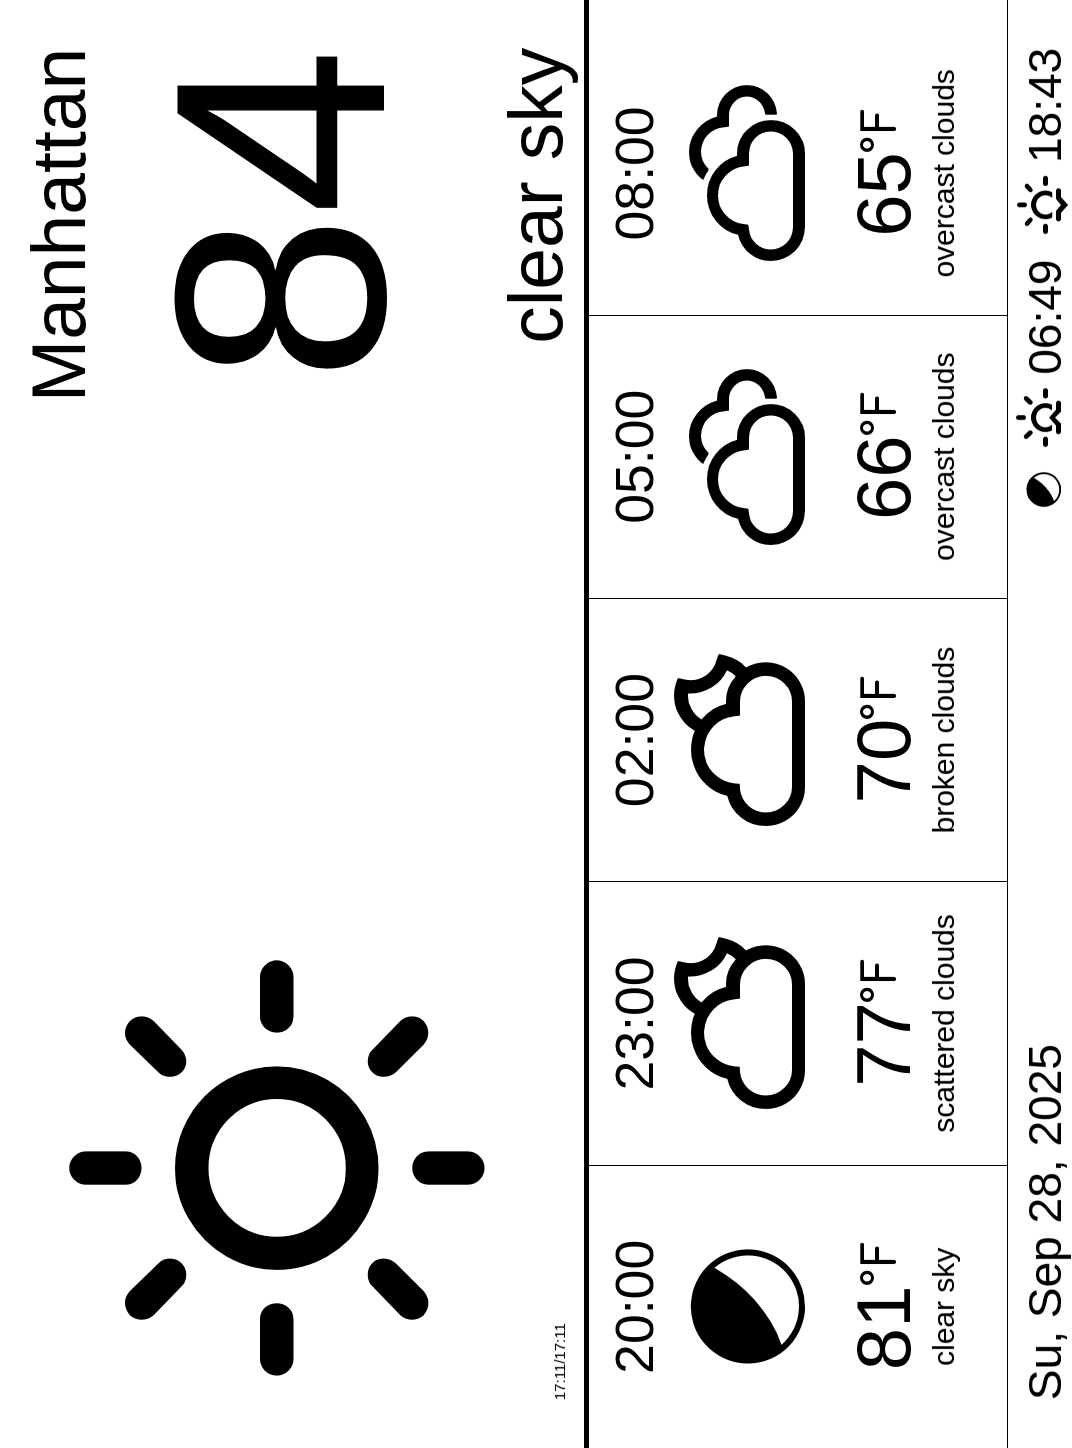 Manhattan
84
clear sky
17:11/17:11
20:00 23:00 02:00 05:00 08:00
81°F 77°F 70°F 66°F 65°F
clear sky scattered clouds broken clouds overcast clouds overcast clouds
Su, Sep 28, 2025 06:49 18:43